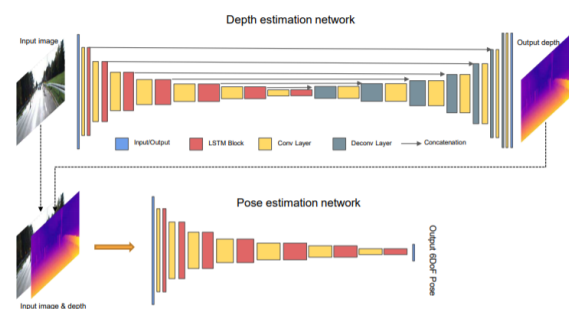 Depth estimation network
Input image
Output depth
Input/Output
LSTM Block
Conv Layer
Deconv Layer
Concatenation
Pose estimation network
Output 6DoF Pose
Input image & depth